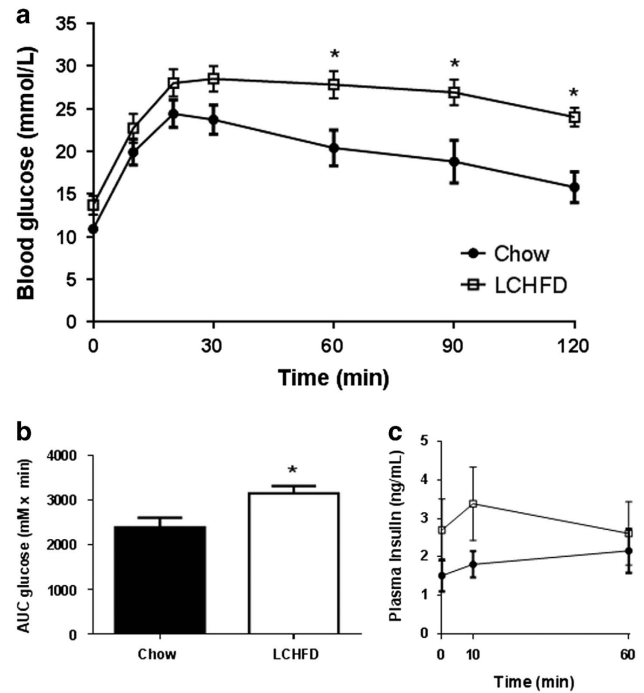 a
Blood glucose (mmol/L)
35
30
25
20
15
10
5
0
* * *
Chow
LCHFD
0 30 60 90 120
Time (min)
b
AUC glucose (mM x min)
4000
3000
2000
1000
0
*
Chow LCHFD
c
Plasma Insulin (ng/mL)
5
4
3
2
1
0
0 10 60
Time (min)